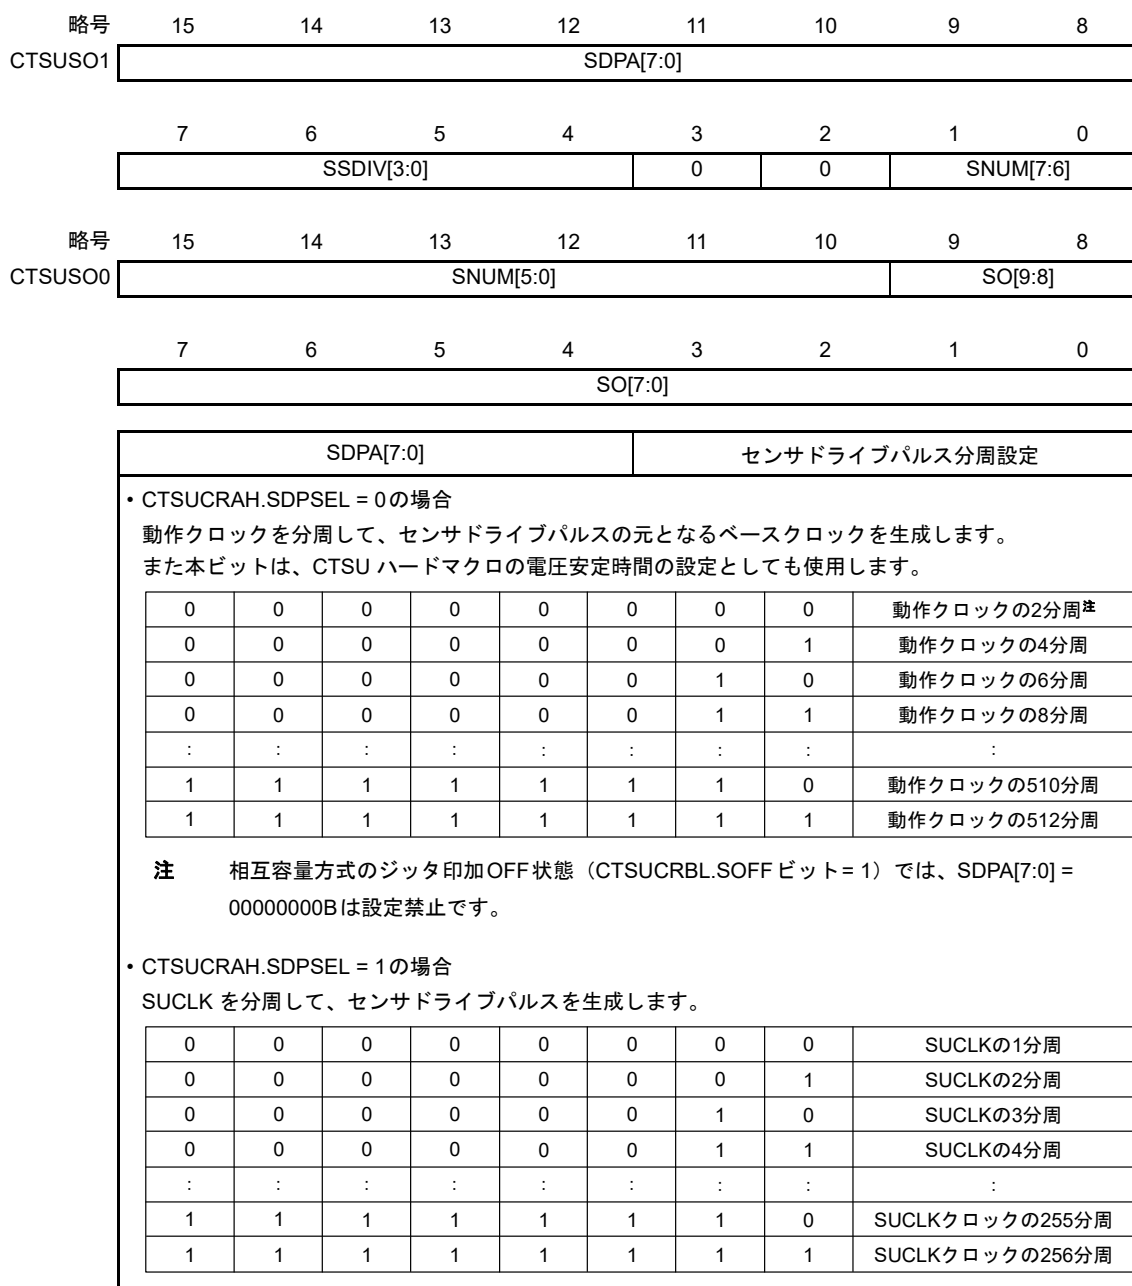 略号 15 14 13 12 11 10 9 8
CTSUSO1 SDPA[7:0]
7 6 5 4 3 2 1 0
SSDIV[3:0] 0 0 SNUM[7:6]
略号 15 14 13 12 11 10 9 8
CTSUSO0 SNUM[5:0] SO[9:8]
7 6 5 4 3 2 1 0
SO[7:0]
SDPA[7:0] センサドライブパルス分周設定
・CTSUCRAH.SDPSEL = 0の場合
動作クロックを分周して、センサドライブパルスの元となるベースクロックを生成します。
また本ビットは、CTSU ハードマクロの電圧安定時間の設定としても使用します。
0 0 0 0 0 0 0 0 動作クロックの2分周注
0 0 0 0 0 0 0 1 動作クロックの4分周
0 0 0 0 0 0 1 0 動作クロックの6分周
0 0 0 0 0 0 1 1 動作クロックの8分周
: : : : : : : : :
1 1 1 1 1 1 1 0 動作クロックの510分周
1 1 1 1 1 1 1 1 動作クロックの512分周
注 相互容量方式のジッタ印加OFF状態（CTSUCRBL.SOFFビット= 1）では、SDPA[7:0] =
00000000Bは設定禁止です。
・CTSUCRAH.SDPSEL = 1の場合
SUCLK を分周して、センサドライブパルスを生成します。
0 0 0 0 0 0 0 0 SUCLKの1分周
0 0 0 0 0 0 0 1 SUCLKの2分周
0 0 0 0 0 0 1 0 SUCLKの3分周
0 0 0 0 0 0 1 1 SUCLKの4分周
: : : : : : : : :
1 1 1 1 1 1 1 0 SUCLKクロックの255分周
1 1 1 1 1 1 1 1 SUCLKクロックの256分周